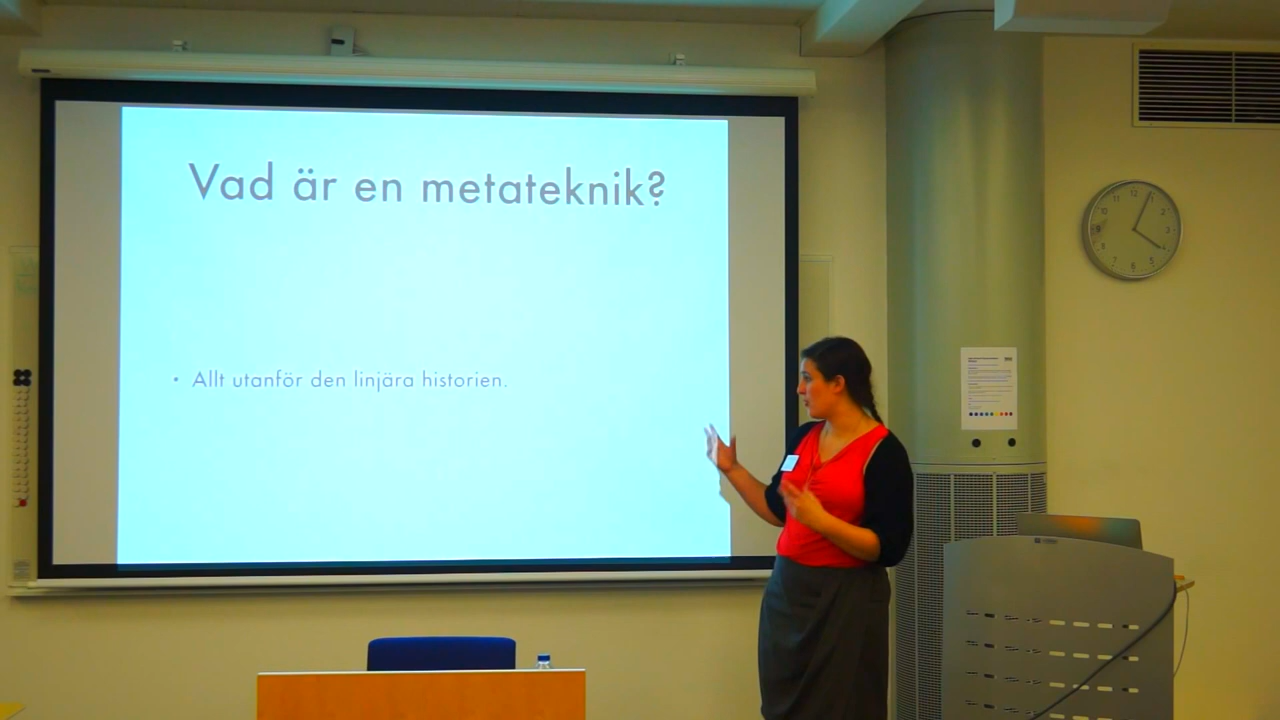 Vad är en metateknik?
• Allt utanför den linjära historien.